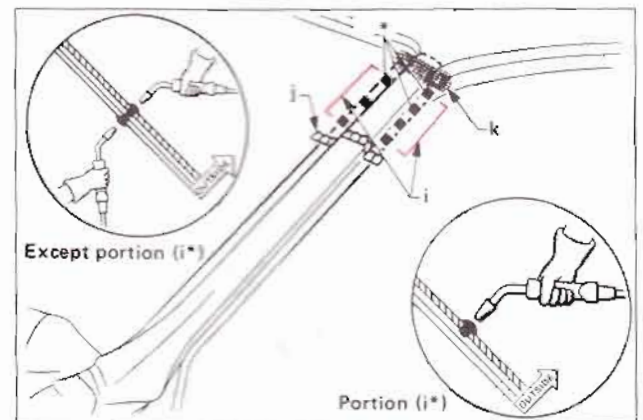 *
j
k
i
OUTSIDE
Except portion (i*)
Portion (i*)
OUTSIDE